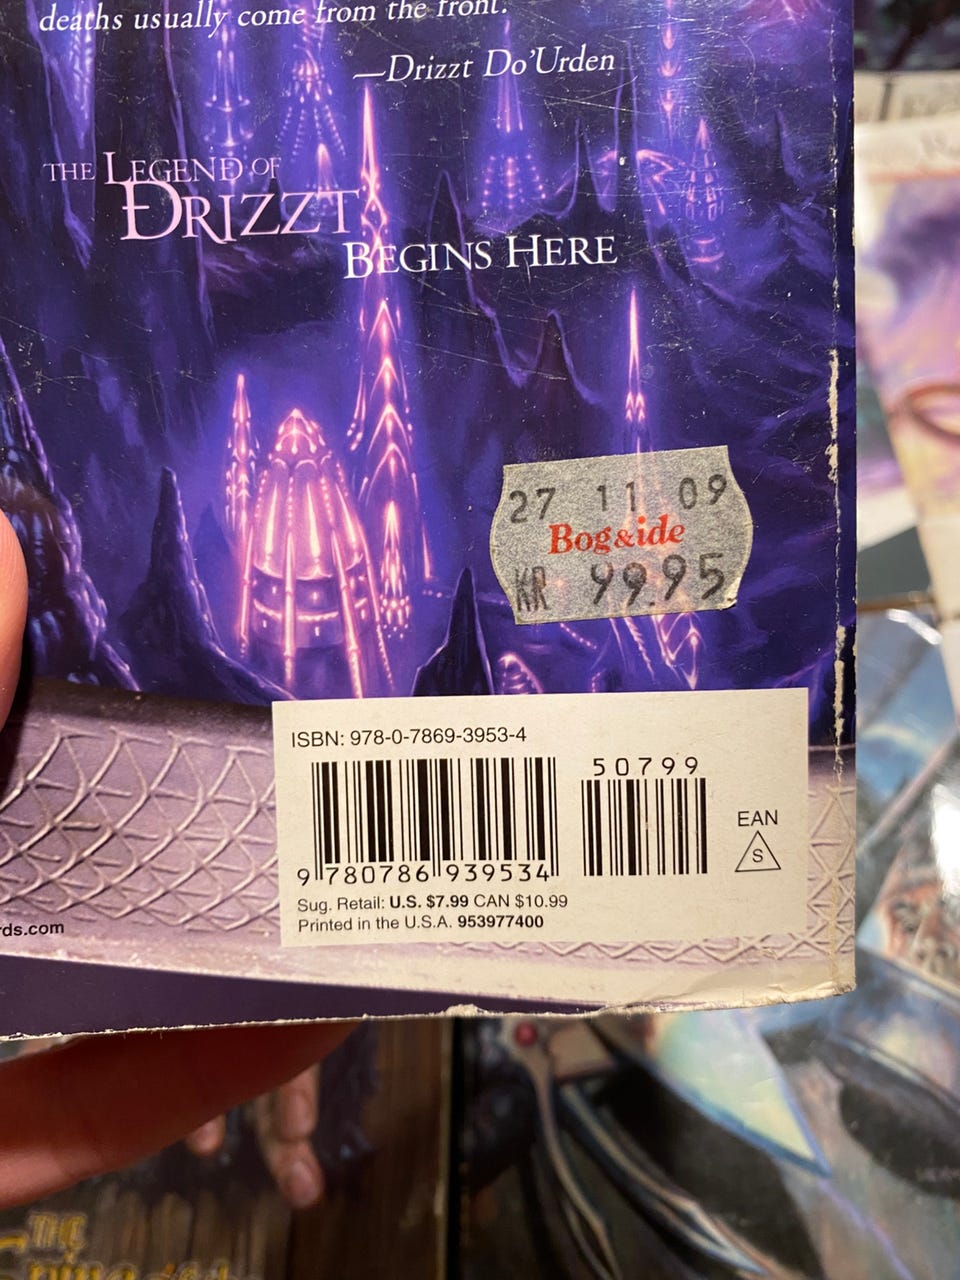 deaths usually come from the front.
—Drizzt Do'Urden
THE LEGEND OF
DRIZZT
BEGINS HERE
27 11 09
Bog&ide
KR 99.95
ISBN: 978-0-7869-3953-4
50799
9 780786 939534
EAN
S
Sug. Retail: U.S. $7.99 CAN $10.99
Printed in the U.S.A. 953977400
ds.com
THE